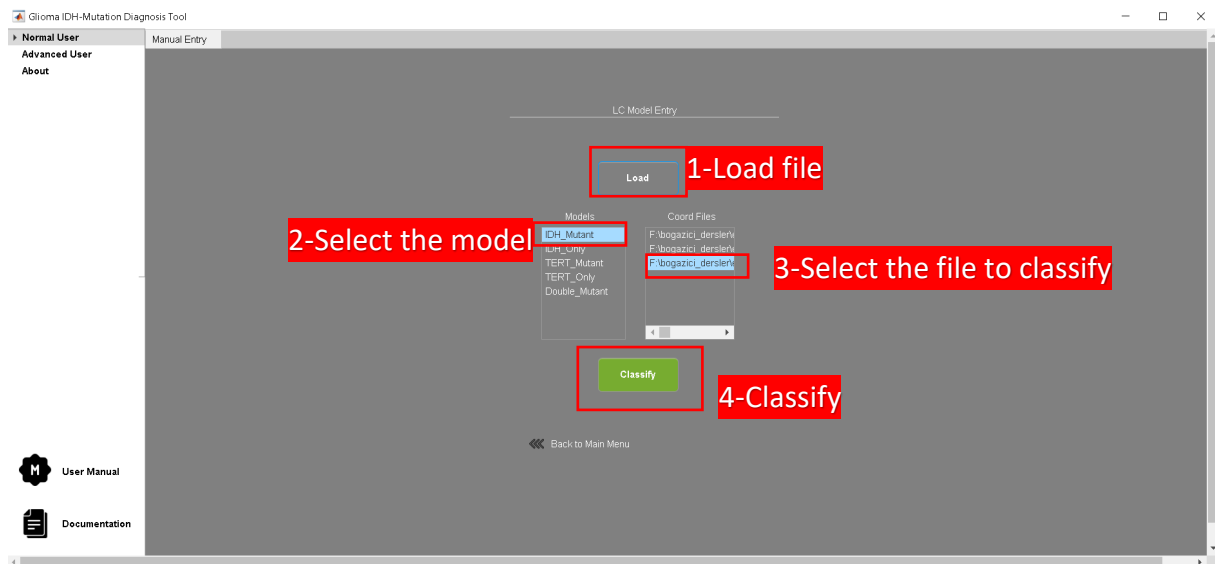 Glioma IDH-Mutation Diagnosis Tool
Normal User
Advanced User
About
Manual Entry
LC Model Entry
Load
1-Load file
Models
Coord Files
2-Select the model
IDH_Mutant
IDH_Only
TERT_Mutant
TERT_Only
Double_Mutant
F:\bogazici_dersler\
F:\bogazici_dersler\
F:\bogazici_dersler\
3-Select the file to classify
Classify
4-Classify
Back to Main Menu
M
User Manual
Documentation